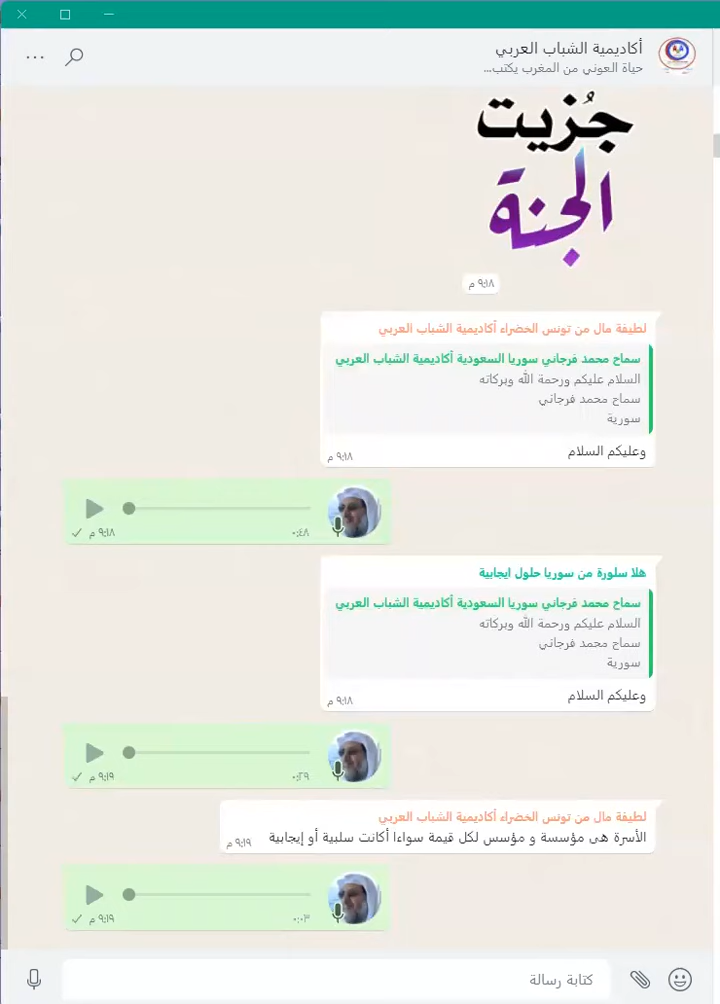 أكاديمية الشباب العربي
حياة العوني من المغرب يكتب...
جُزيت
الجنة
٩:١٨ م
لطيفة مال من تونس الخضراء أكاديمية الشباب العربي
سماح محمد فرجاني سوريا السعودية أكاديمية الشباب العربي
السلام عليكم ورحمة الله وبركاته
سماح محمد فرجاني
سورية
وعليكم السلام
٩:١٨ م
٠:٤٨
٩:١٨ م
هلا سلورة من سوريا حلول ايجابية
سماح محمد فرجاني سوريا السعودية أكاديمية الشباب العربي
السلام عليكم ورحمة الله وبركاته
سماح محمد فرجاني
سورية
وعليكم السلام
٩:١٨ م
٠:٢٩
٩:١٩ م
لطيفة مال من تونس الخضراء أكاديمية الشباب العربي
الأسرة هى مؤسسة و مؤسس لكل قيمة سواءا أكانت سلبية أو إيجابية
٩:١٩ م
٠:٠٣
٩:١٩ م
كتابة رسالة